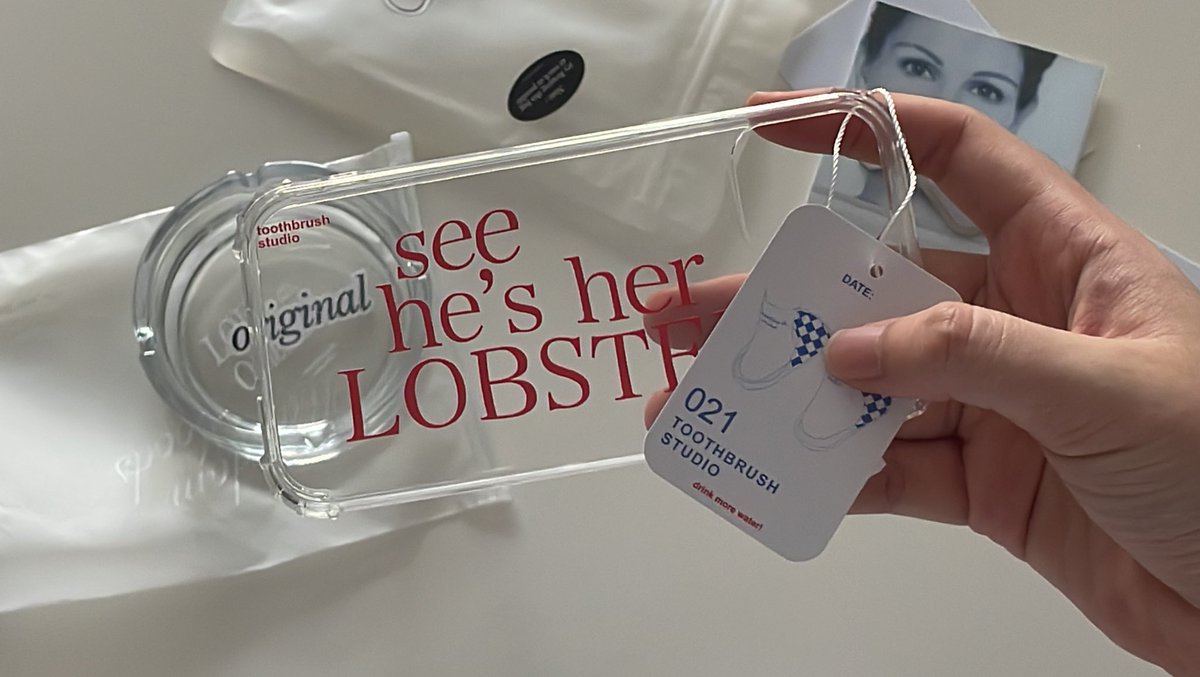 toothbrush
studio
see
he's her
LOBSTE
original
DATE:
021
TOOTHBRUSH
STUDIO
drink more water!